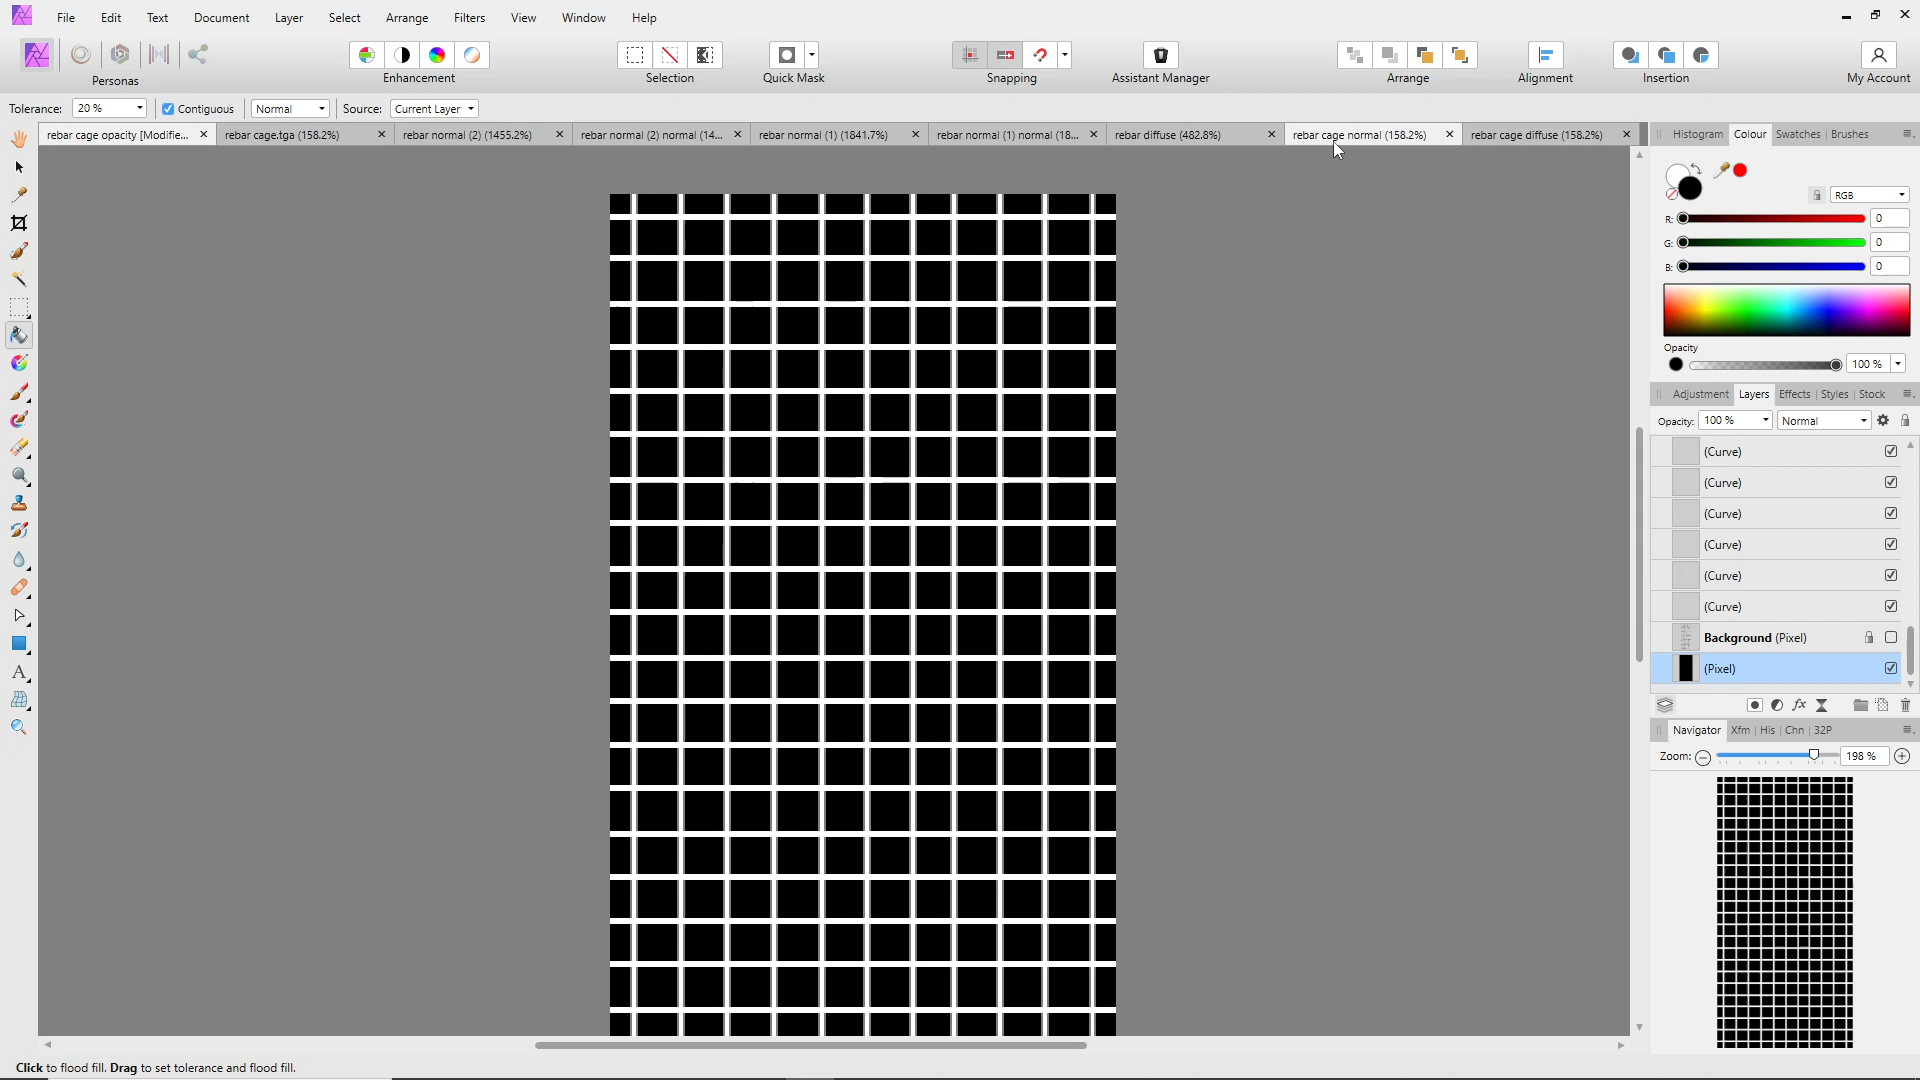 File Edit Text Document Layer Select Arrange Filters View Window Help
Personas Enhancement Selection Quick Mask Snapping Assistant Manager Arrange Alignment Insertion My Account
Tolerance: 20 % Contiguous Normal Source: Current Layer
rebar cage opacity [Modifie... rebar cage.tga (158.2%) rebar normal (2) (1455.2%) rebar normal (2) normal (14... rebar normal (1) (1841.7%) rebar normal (1) normal (18... rebar diffuse (482.8%) rebar cage normal (158.2%) rebar cage diffuse (158.2%)
Histogram Colour Swatches Brushes
RGB
R: 0
G: 0
B: 0
Opacity
100 %
Adjustment Layers Effects Styles Stock
Opacity: 100 % Normal
(Curve)
(Curve)
(Curve)
(Curve)
(Curve)
(Curve)
Background (Pixel)
(Pixel)
Navigator Xfm His Chn 32P
Zoom: 198 %
Click to flood fill. Drag to set tolerance and flood fill.